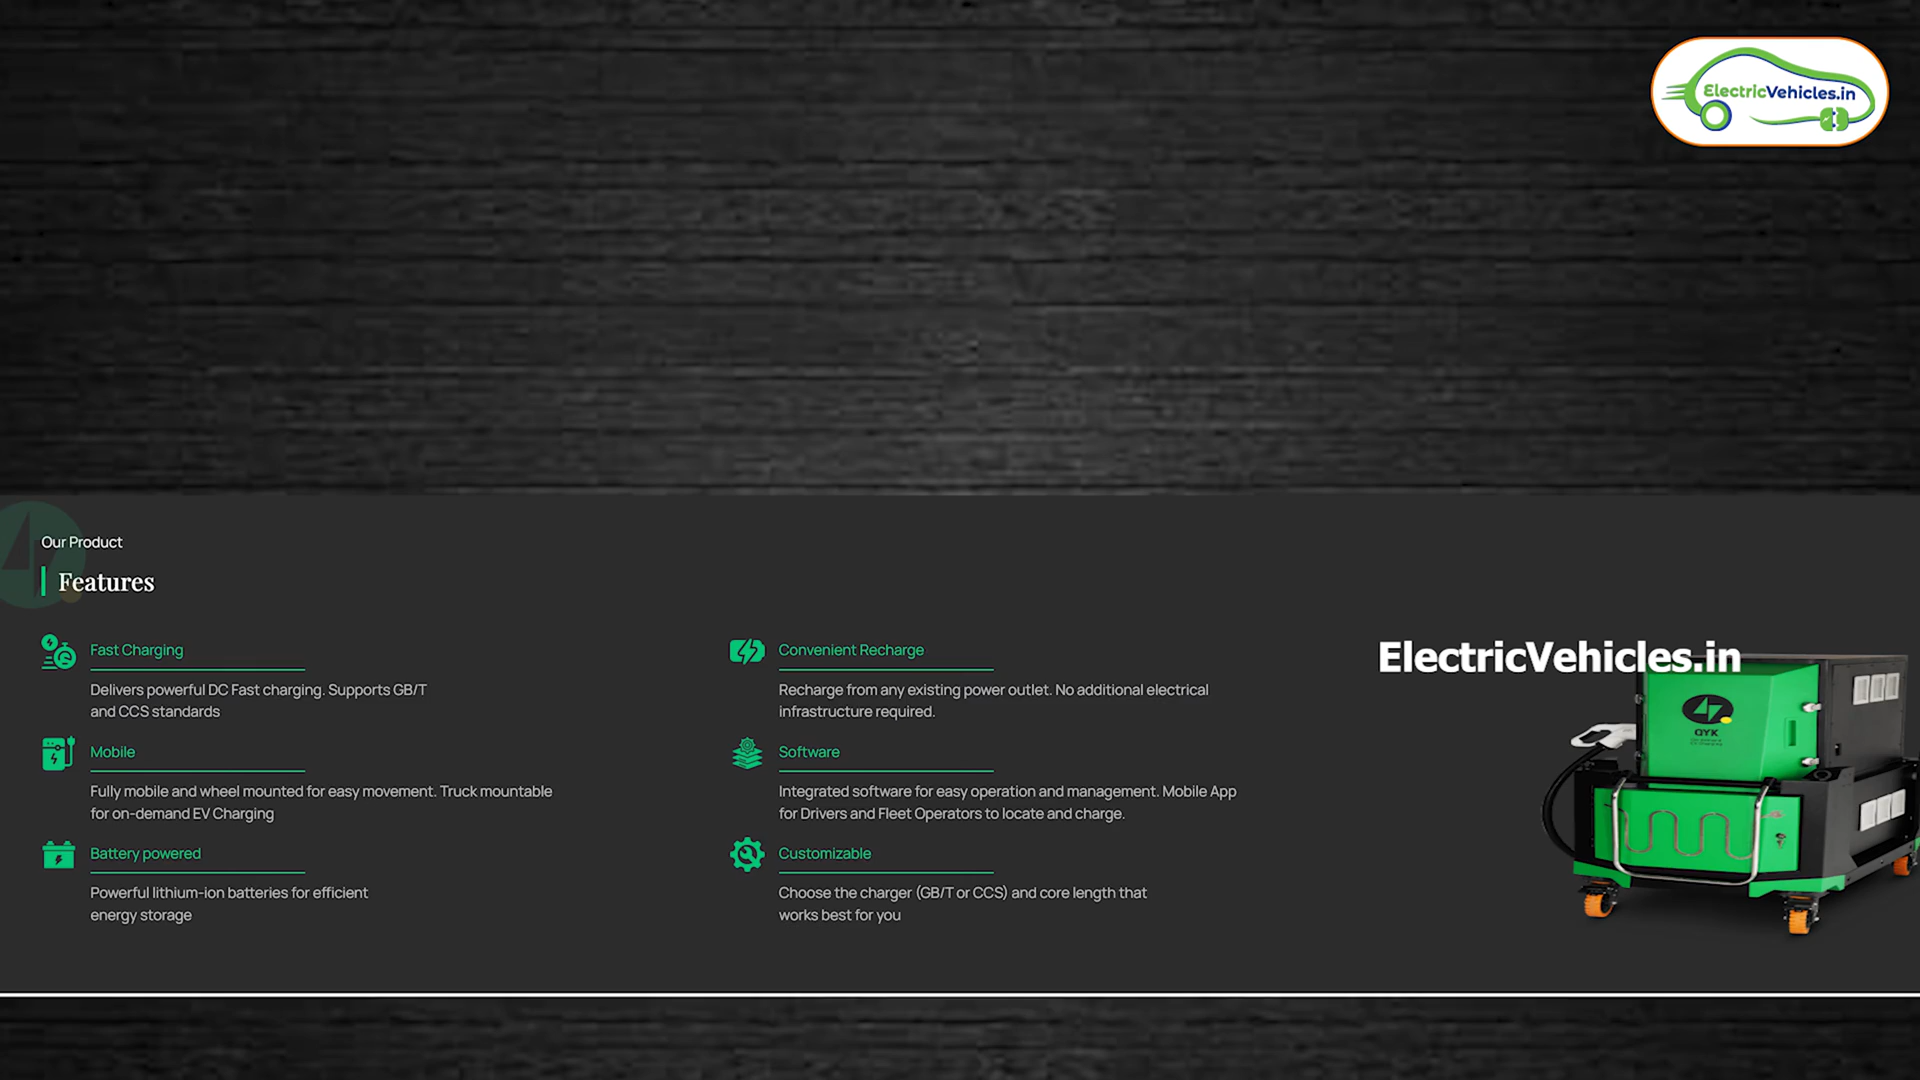 ElectricVehicles.in
Our Product
Features
Fast Charging
Delivers powerful DC Fast charging. Supports GB/T
and CCS standards
Mobile
Fully mobile and wheel mounted for easy movement. Truck mountable
for on-demand EV Charging
Battery powered
Powerful lithium-ion batteries for efficient
energy storage
Convenient Recharge
Recharge from any existing power outlet. No additional electrical
infrastructure required.
Software
Integrated software for easy operation and management. Mobile App
for Drivers and Fleet Operators to locate and charge.
Customizable
Choose the charger (GB/T or CCS) and core length that
works best for you
ElectricVehicles.in